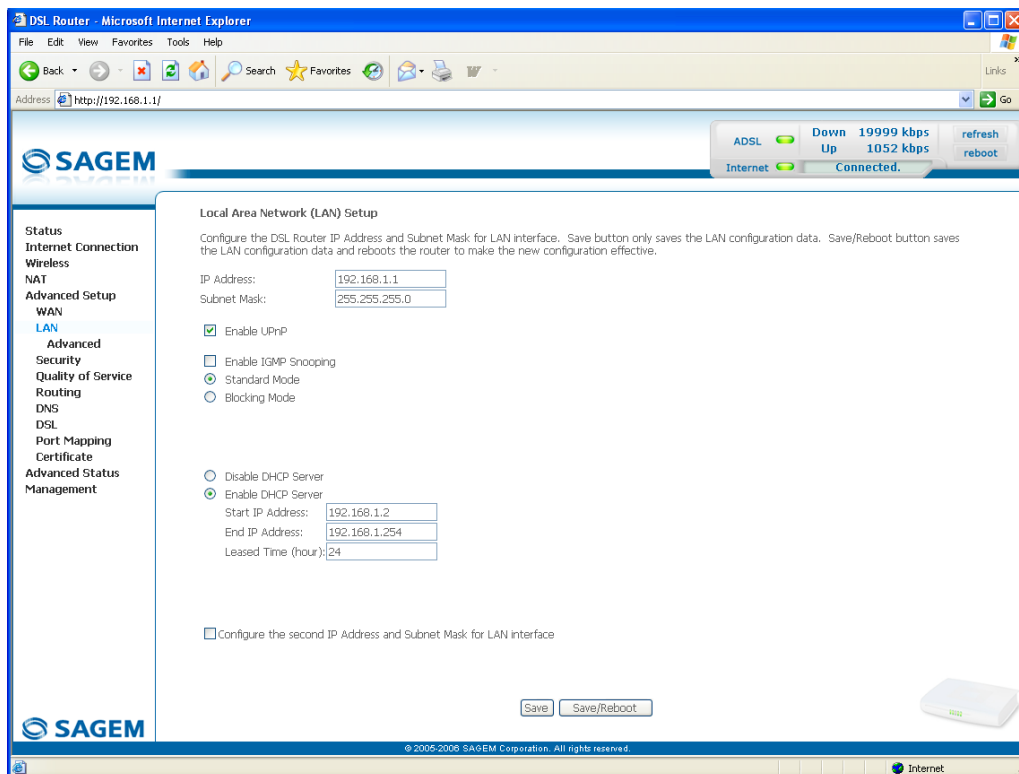 DSL Router - Microsoft Internet Explorer
File Edit View Favorites Tools Help
Back Search Favorites Links
Address http://192.168.1.1/ Go
SAGEM
ADSL Down 19999 kbps refresh
Up 1052 kbps reboot
Internet Connected.
Status
Internet Connection
Wireless
NAT
Advanced Setup
WAN
LAN
Advanced
Security
Quality of Service
Routing
DNS
DSL
Port Mapping
Certificate
Advanced Status
Management
Local Area Network (LAN) Setup
Configure the DSL Router IP Address and Subnet Mask for LAN interface. Save button only saves the LAN configuration data. Save/Reboot button saves
the LAN configuration data and reboots the router to make the new configuration effective.
IP Address: 192.168.1.1
Subnet Mask: 255.255.255.0
Enable UPnP
Enable IGMP Snooping
Standard Mode
Blocking Mode
Disable DHCP Server
Enable DHCP Server
Start IP Address: 192.168.1.2
End IP Address: 192.168.1.254
Leased Time (hour): 24
Configure the second IP Address and Subnet Mask for LAN interface
Save Save/Reboot
SAGEM
© 2005-2006 SAGEM Corporation. All rights reserved.
Internet